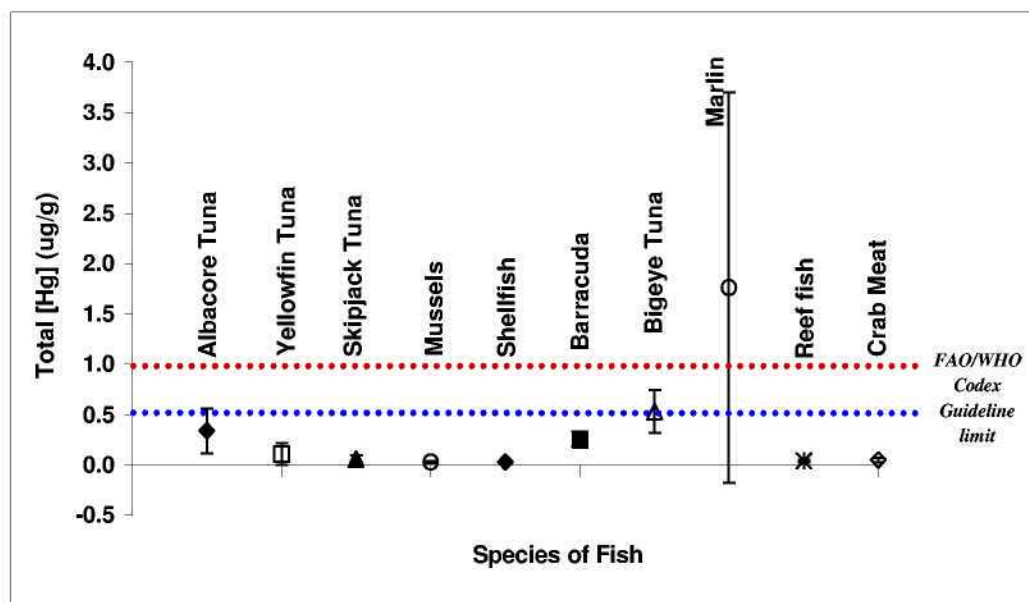 Total [Hg] (ug/g)
4.0
3.5
3.0
2.5
2.0
1.5
1.0
0.5
0.0
-0.5
Albacore Tuna
Yellowfin Tuna
Skipjack Tuna
Mussels
Shellfish
Barracuda
Bigeye Tuna
Marlin
Reef fish
Crab Meat
FAO/WHO
Codex
Guideline
limit
Species of Fish